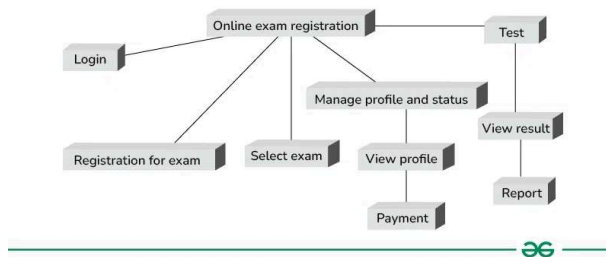 Online exam registration
Test
Login
Manage profile and status
View result
Registration for exam
Select exam
View profile
Report
Payment